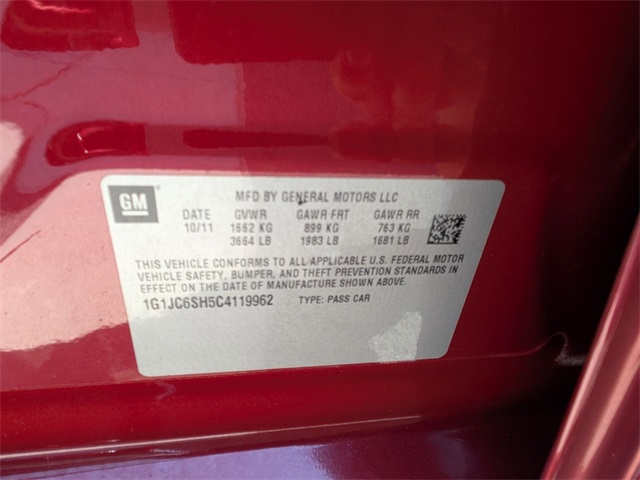 GM
MFD BY GENERAL MOTORS LLC
DATE GVWR GAWR FRT GAWR RR
10/11 1662 KG 899 KG 763 KG
3664 LB 1983 LB 1681 LB
THIS VEHICLE CONFORMS TO ALL APPLICABLE U.S. FEDERAL MOTOR
VEHICLE SAFETY, BUMPER, AND THEFT PREVENTION STANDARDS IN
EFFECT ON THE DATE OF MANUFACTURE SHOWN ABOVE.
1G1JC6SH5C4119962 TYPE: PASS CAR